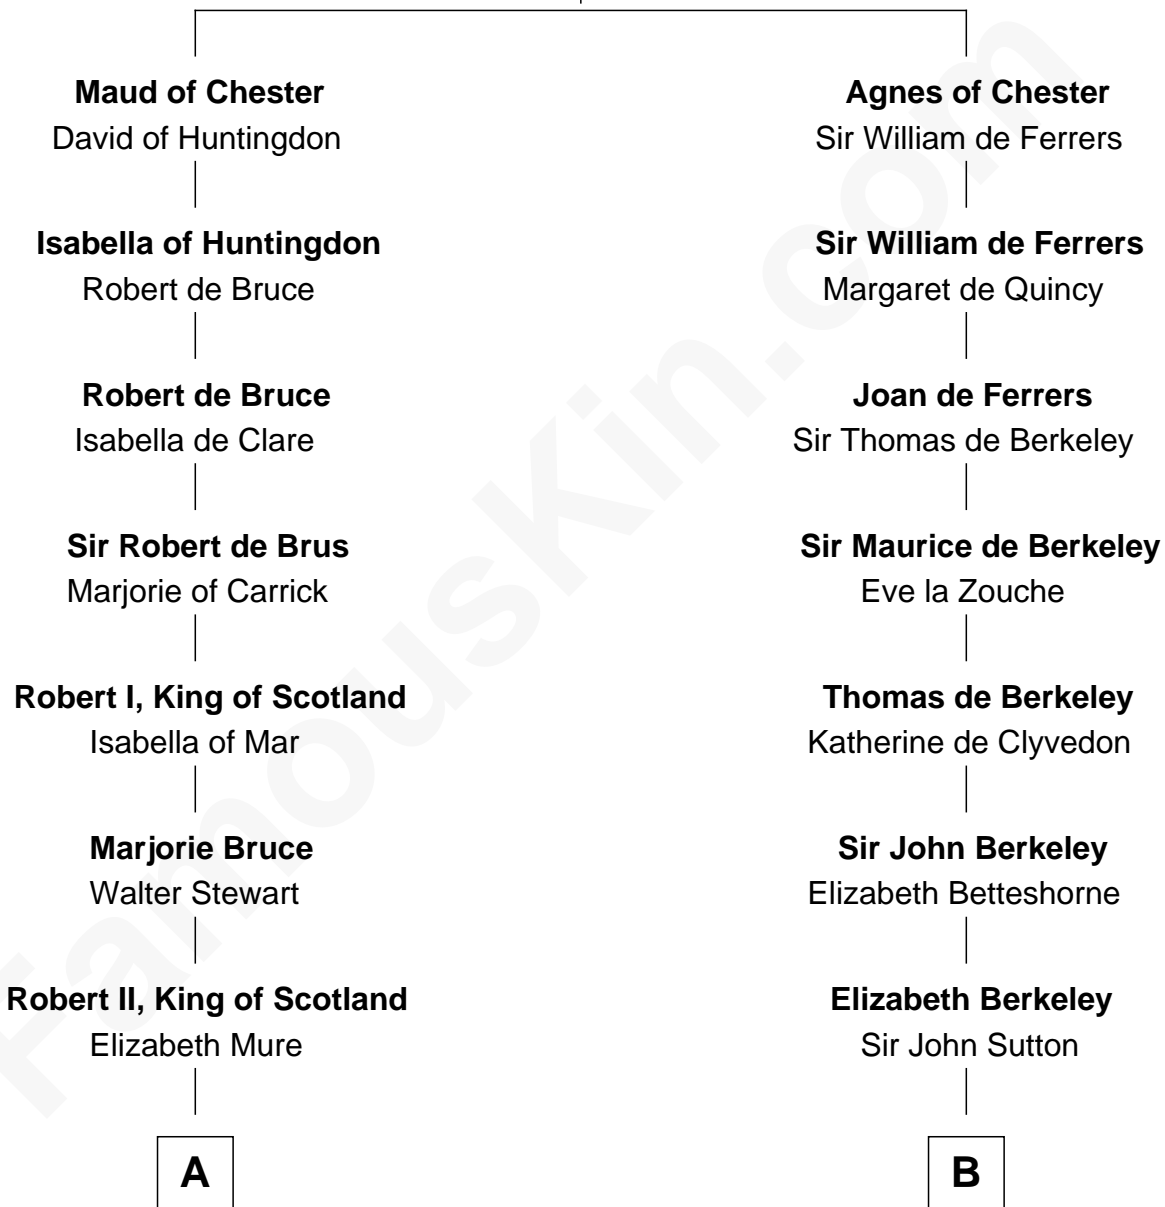 Maud of Chester
David of Huntingdon
Isabella of Huntingdon
Robert de Bruce
Robert de Bruce
Isabella de Clare
Sir Robert de Brus
Marjorie of Carrick
Robert I, King of Scotland
Isabella of Mar
Marjorie Bruce
Walter Stewart
Robert II, King of Scotland
Elizabeth Mure
A
Agnes of Chester
Sir William de Ferrers
Sir William de Ferrers
Margaret de Quincy
Joan de Ferrers
Sir Thomas de Berkeley
Sir Maurice de Berkeley
Eve la Zouche
Thomas de Berkeley
Katherine de Clyvedon
Sir John Berkeley
Elizabeth Betteshorne
Elizabeth Berkeley
Sir John Sutton
B
FamousKin.com